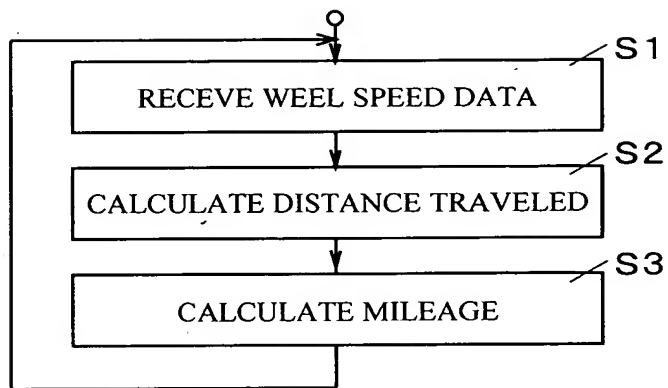 S1
RECEVE WEEL SPEED DATA
S2
CALCULATE DISTANCE TRAVELED
S3
CALCULATE MILEAGE